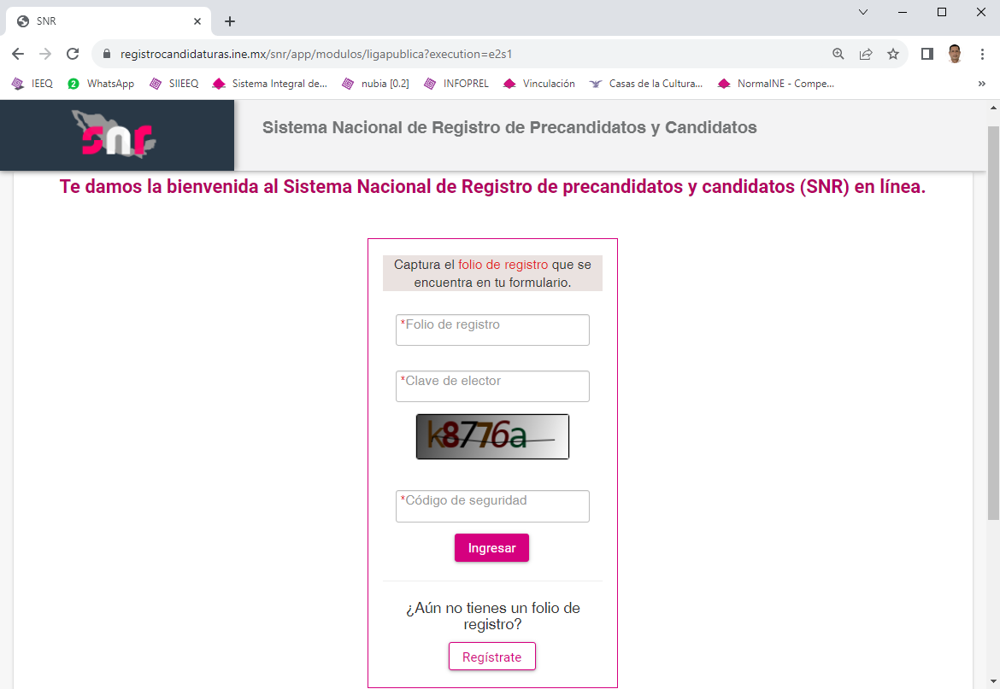 SNR
registrocandidaturas.ine.mx/snr/app/modulos/ligapublica?execution=e2s1
IEEQ 2 WhatsApp SIIEEQ Sistema Integral de... nubia [0.2] INFOPREL Vinculación Casas de la Cultura... NormaINE - Compe... »
snr
Sistema Nacional de Registro de Precandidatos y Candidatos
Te damos la bienvenida al Sistema Nacional de Registro de precandidatos y candidatos (SNR) en línea.
Captura el folio de registro que se
encuentra en tu formulario.
*Folio de registro
*Clave de elector
k8776a
*Código de seguridad
Ingresar
¿Aún no tienes un folio de
registro?
Regístrate